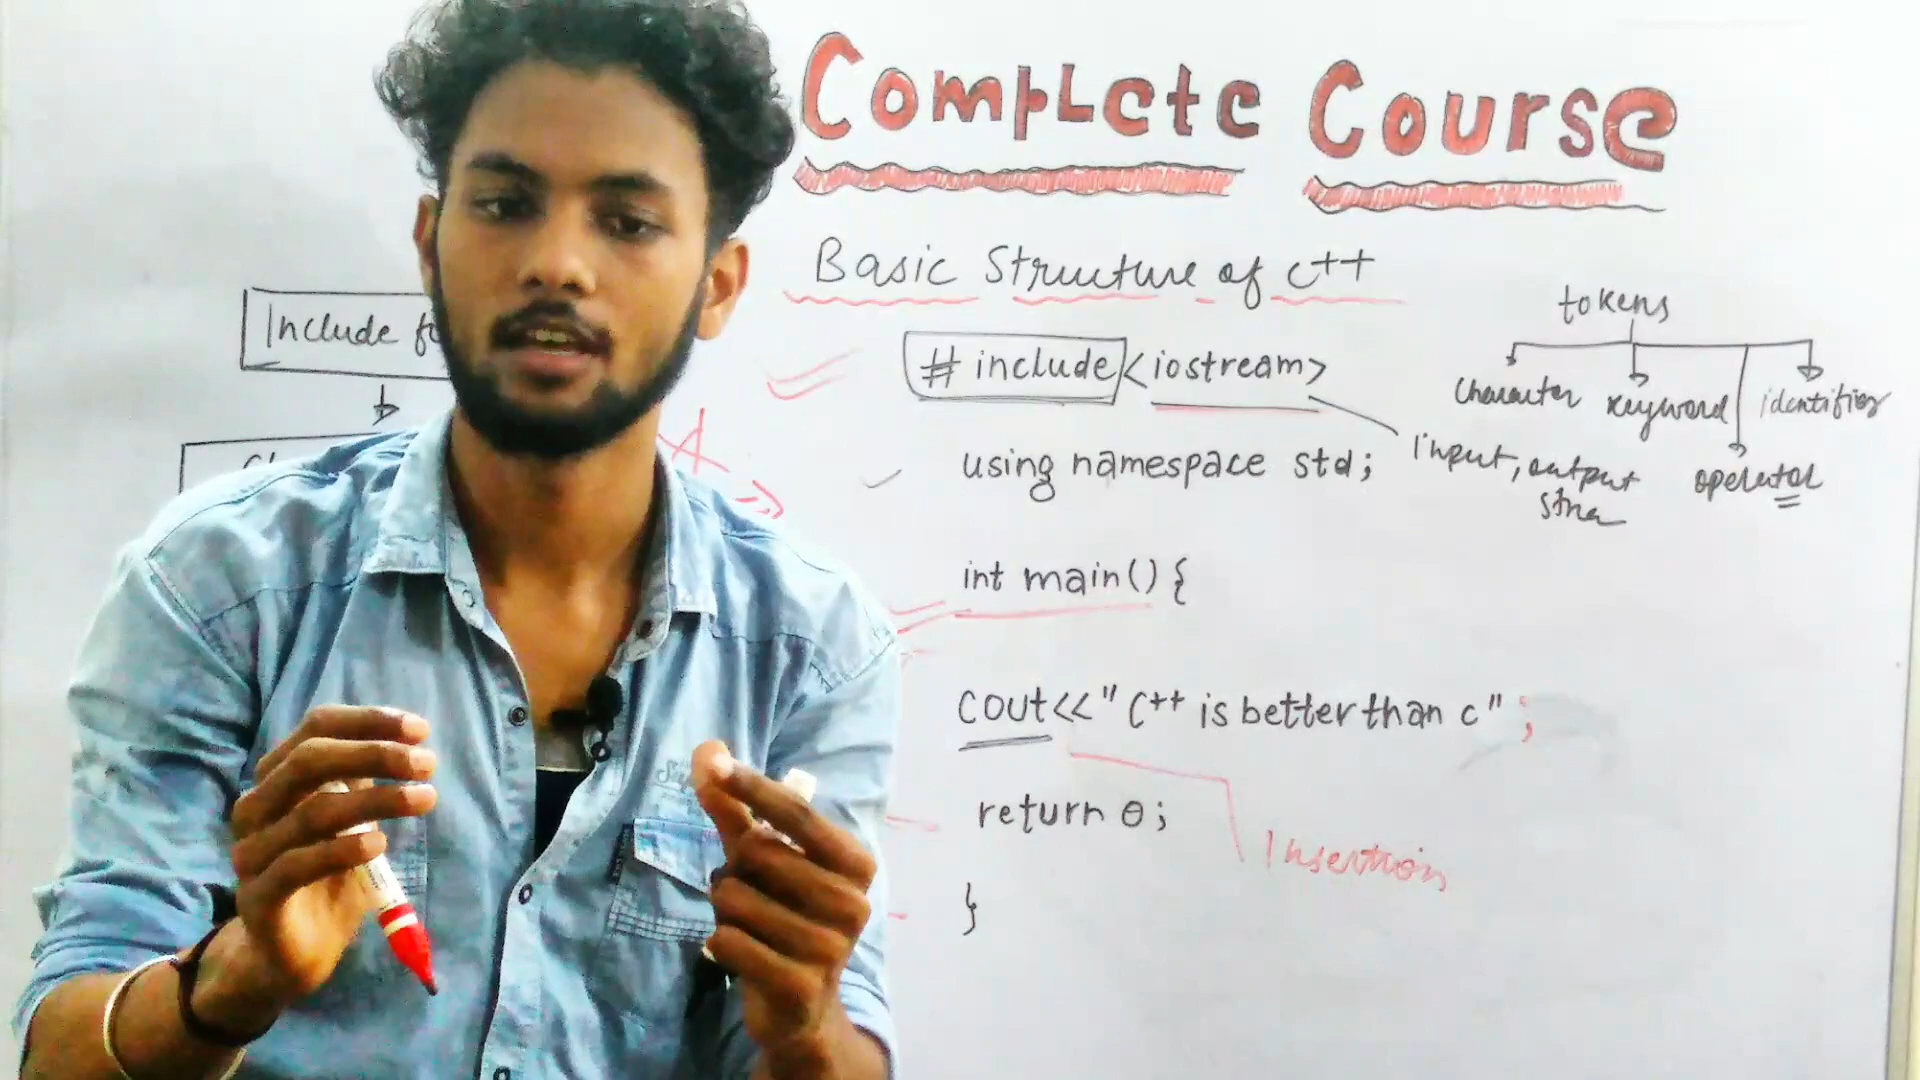 Complete Course
Basic Structure of c++
Include
# include <iostream>
using namespace std;
int main() {
cout<<" C++ is better than c" ;
return 0;
}
tokens
Character keyword operator identifier
Input, output
Insertion